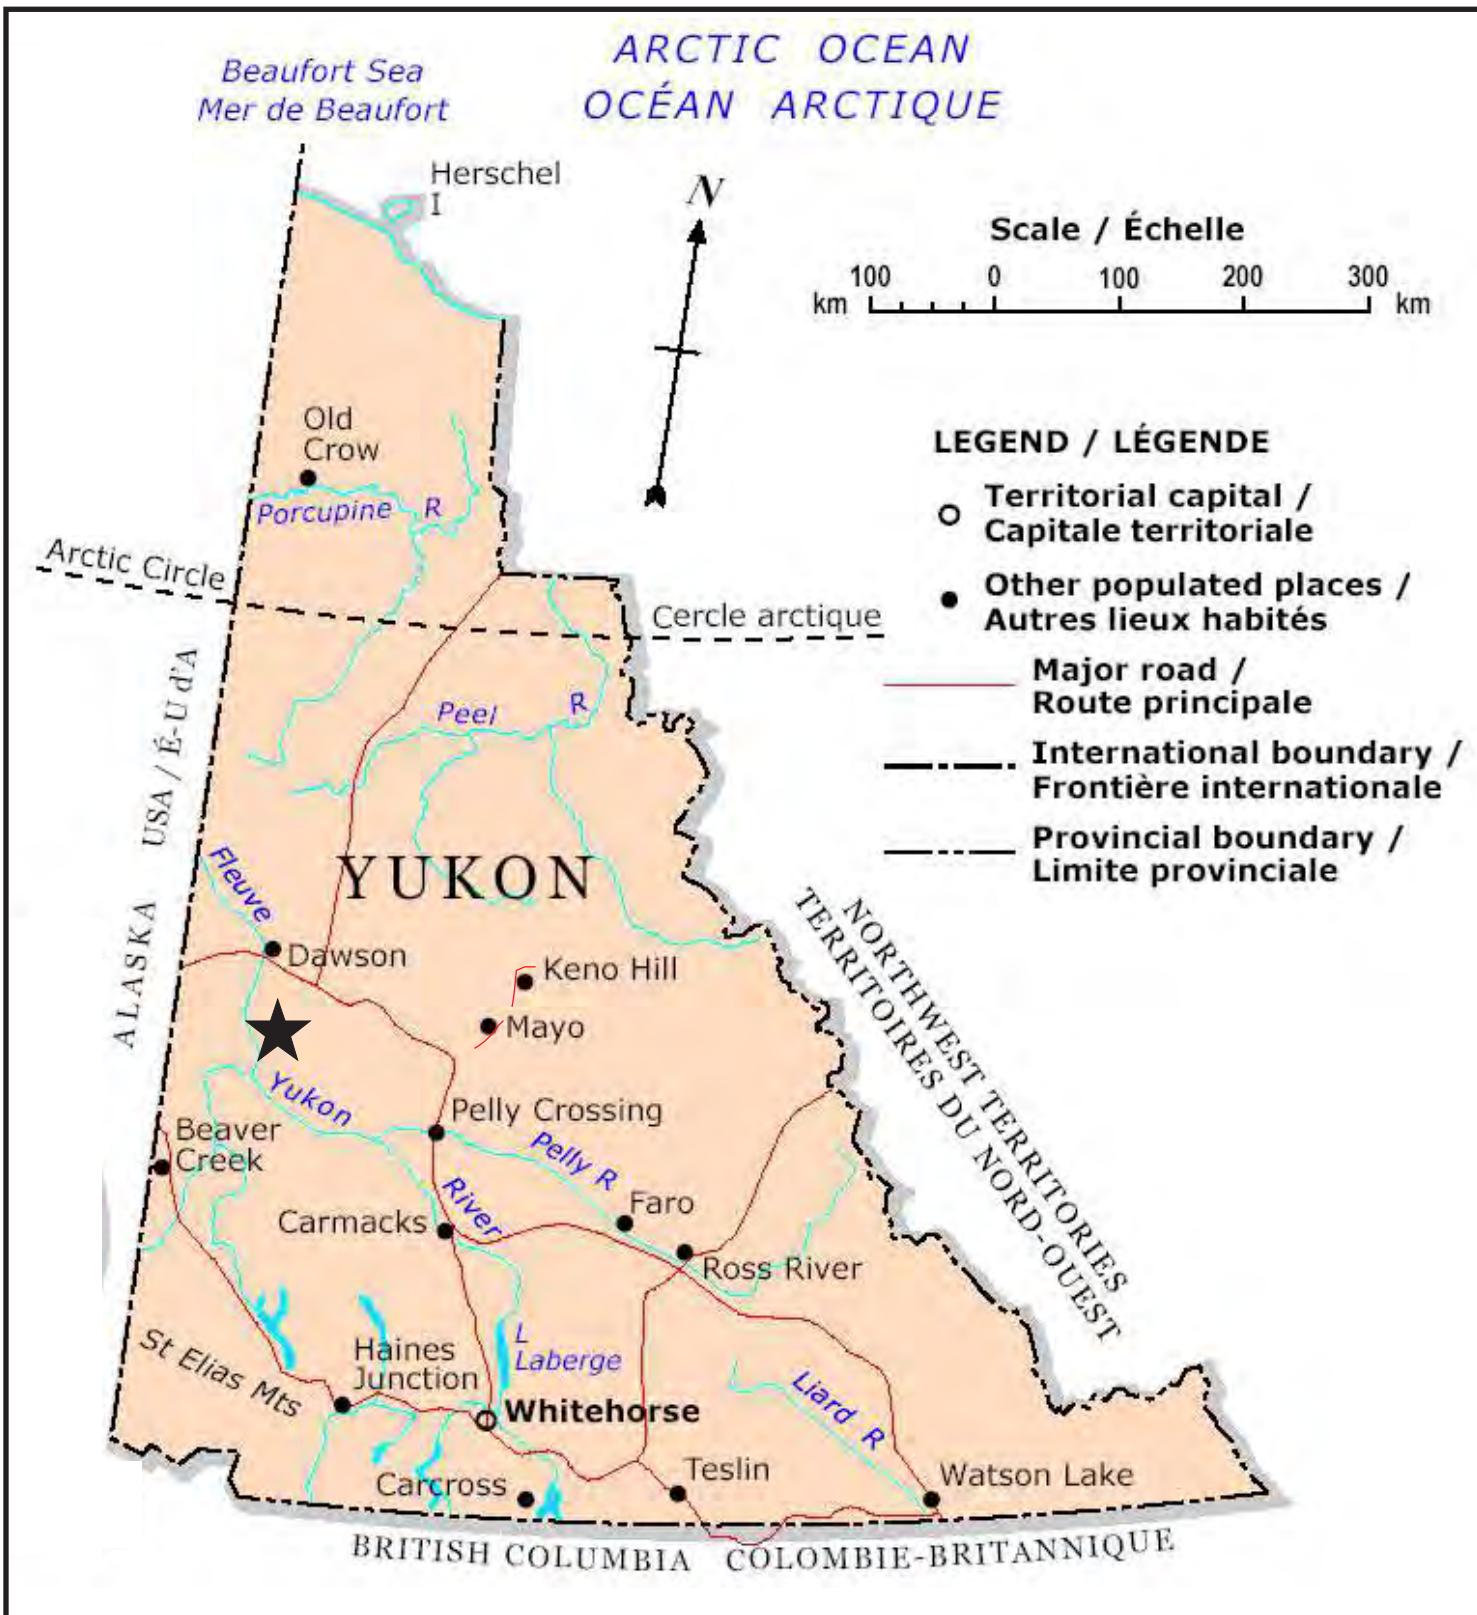 ARCTIC OCEAN
OCÉAN ARCTIQUE
Beaufort Sea
Mer de Beaufort
Herschel
I
N
Scale / Échelle
100 0 100 200 300
km km
Old
Crow
Porcupine R
Arctic Circle
Cercle arctique
LEGEND / LÉGENDE
Territorial capital /
Capitale territoriale
Other populated places /
Autres lieux habités
Major road /
Route principale
International boundary /
Frontière internationale
Provincial boundary /
Limite provinciale
ALASKA USA / É-U d'A
Peel R
YUKON
Fleuve
Dawson
Keno Hill
Mayo
NORTHWEST TERRITORIES
TERRITOIRES DU NORD-OUEST
Yukon
River
Pelly Crossing
Pelly R
Beaver
Creek
Carmacks
Faro
Ross River
St Elias Mts
Haines
Junction
L
Laberge
Whitehorse
Liard R
Carcross
Teslin
Watson Lake
BRITISH COLUMBIA COLOMBIE-BRITANNIQUE